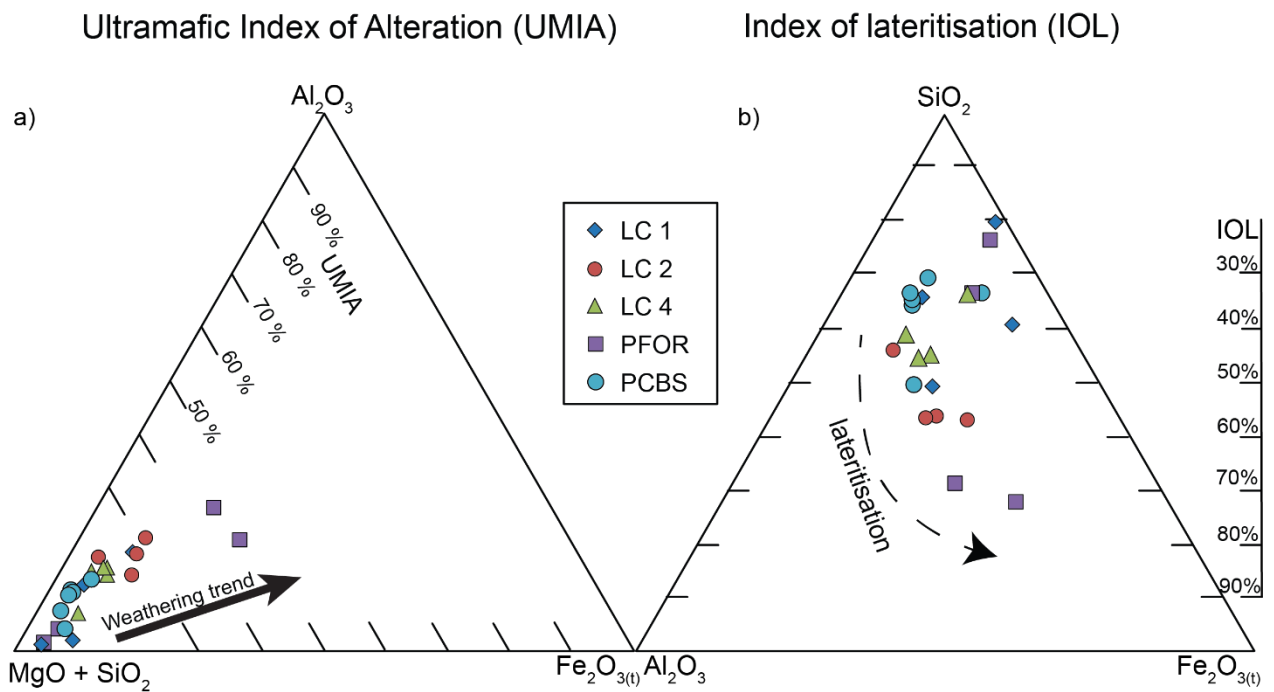 Ultramafic Index of Alteration (UMIA)
Index of lateritisation (IOL)
a)
Al₂O₃
90 % UMIA
80 %
70 %
60 %
50 %
Weathering trend
MgO + SiO₂
Fe₂O₃₍ₜ₎
LC 1
LC 2
LC 4
PFOR
PCBS
b)
SiO₂
IOL
30%
40%
50%
60%
70%
80%
90%
lateritisation
Al₂O₃
Fe₂O₃₍ₜ₎